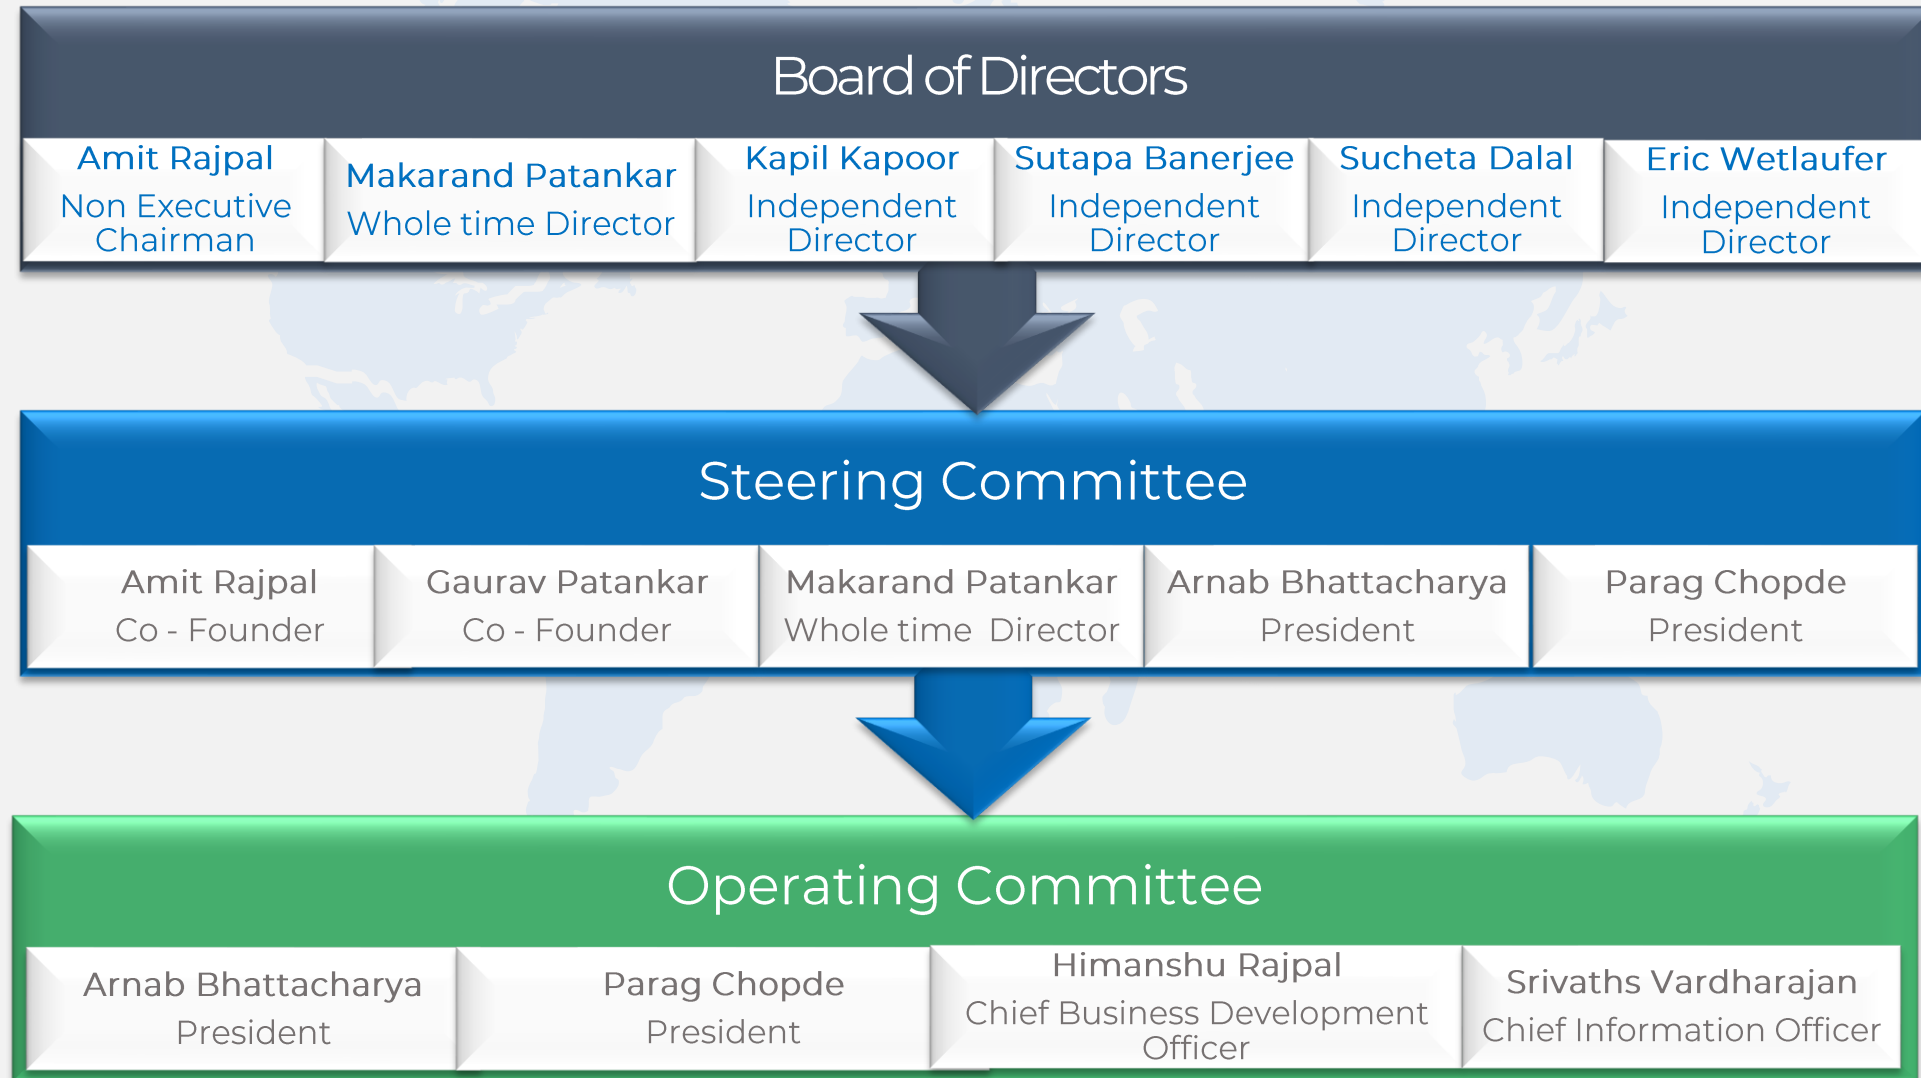 Board of Directors
Amit Rajpal
Non Executive
Chairman
Makarand Patankar
Whole time Director
Kapil Kapoor
Independent
Director
Sutapa Banerjee
Independent
Director
Sucheta Dalal
Independent
Director
Eric Wetlaufer
Independent
Director
Steering Committee
Amit Rajpal
Co - Founder
Gaurav Patankar
Co - Founder
Makarand Patankar
Whole time Director
Arnab Bhattacharya
President
Parag Chopde
President
Operating Committee
Arnab Bhattacharya
President
Parag Chopde
President
Himanshu Rajpal
Chief Business Development
Officer
Srivaths Vardharajan
Chief Information Officer